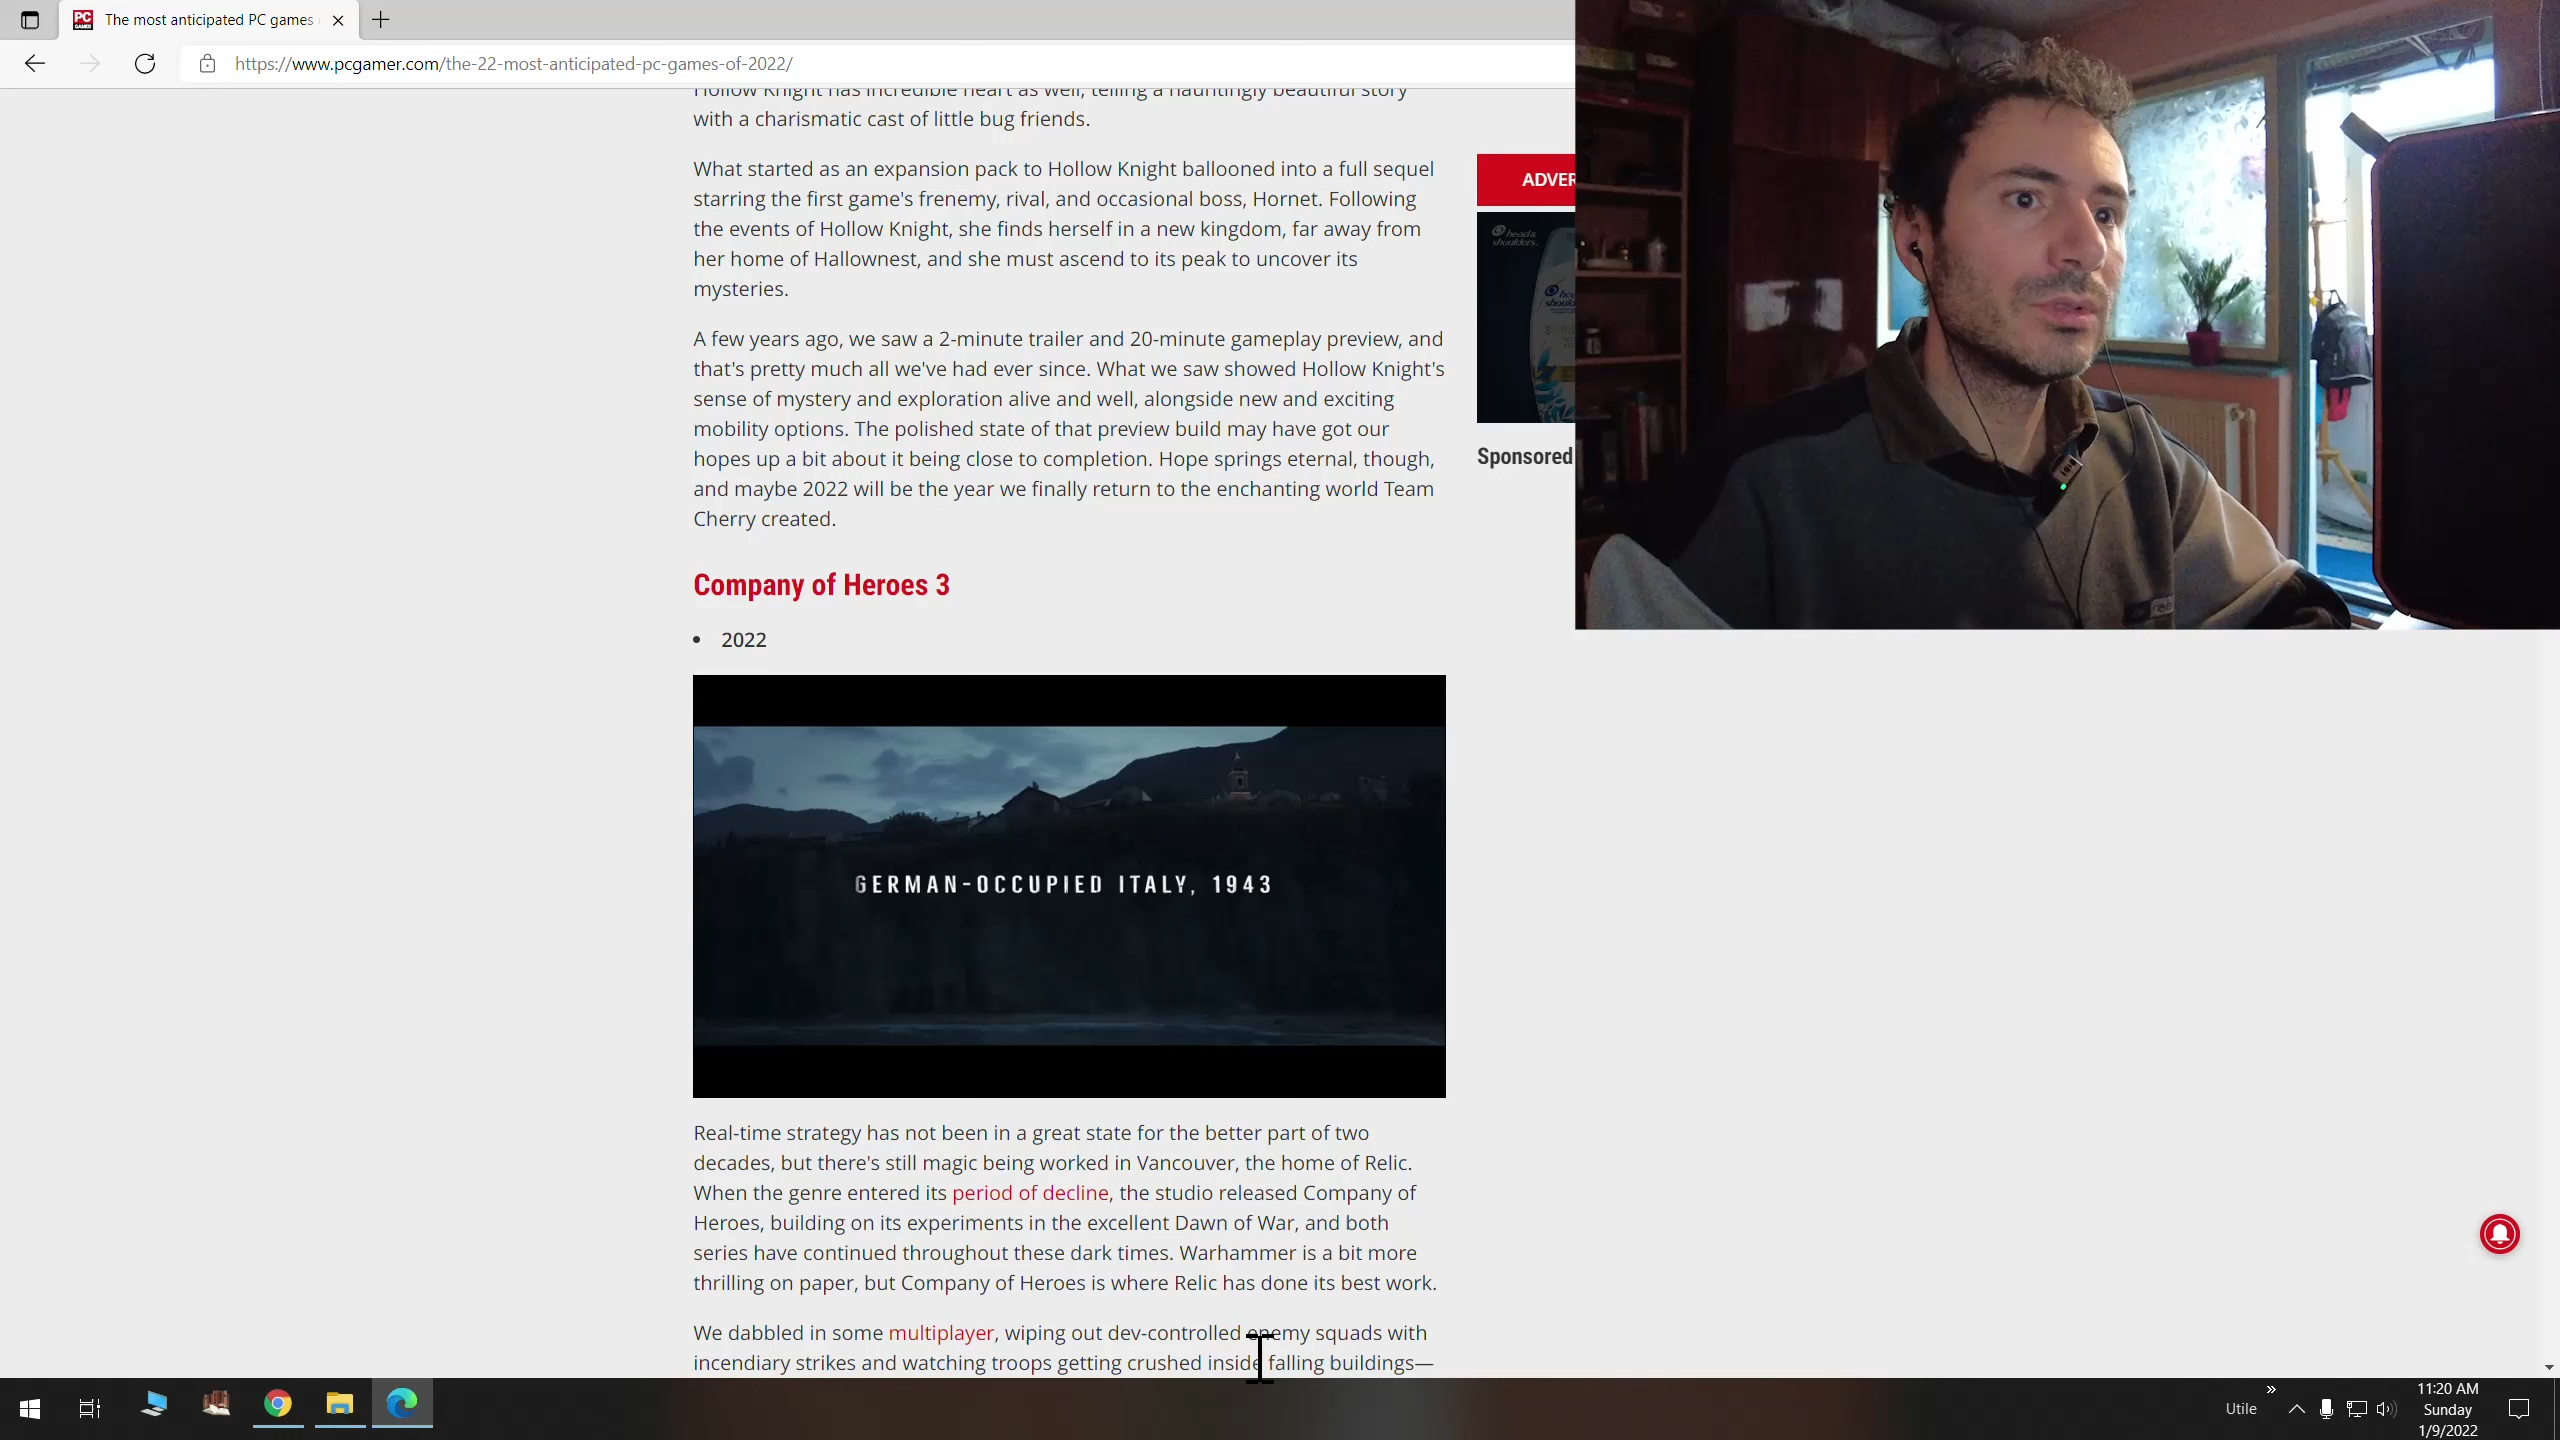 The most anticipated PC games
https://www.pcgamer.com/the-22-most-anticipated-pc-games-of-2022/
Hollow Knight has incredible heart as well, telling a hauntingly beautiful story
with a charismatic cast of little bug friends.
What started as an expansion pack to Hollow Knight ballooned into a full sequel
starring the first game's frenemy, rival, and occasional boss, Hornet. Following
the events of Hollow Knight, she finds herself in a new kingdom, far away from
her home of Hallownest, and she must ascend to its peak to uncover its
mysteries.
A few years ago, we saw a 2-minute trailer and 20-minute gameplay preview, and
that's pretty much all we've had ever since. What we saw showed Hollow Knight's
sense of mystery and exploration alive and well, alongside new and exciting
mobility options. The polished state of that preview build may have got our
hopes up a bit about it being close to completion. Hope springs eternal, though,
and maybe 2022 will be the year we finally return to the enchanting world Team
Cherry created.
ADVER
head&
shoulders
Sponsored
Company of Heroes 3
• 2022
GERMAN-OCCUPIED ITALY, 1943
Real-time strategy has not been in a great state for the better part of two
decades, but there's still magic being worked in Vancouver, the home of Relic.
When the genre entered its period of decline, the studio released Company of
Heroes, building on its experiments in the excellent Dawn of War, and both
series have continued throughout these dark times. Warhammer is a bit more
thrilling on paper, but Company of Heroes is where Relic has done its best work.
We dabbled in some multiplayer, wiping out dev-controlled enemy squads with
incendiary strikes and watching troops getting crushed inside falling buildings—
Utile
11:20 AM
Sunday
1/9/2022